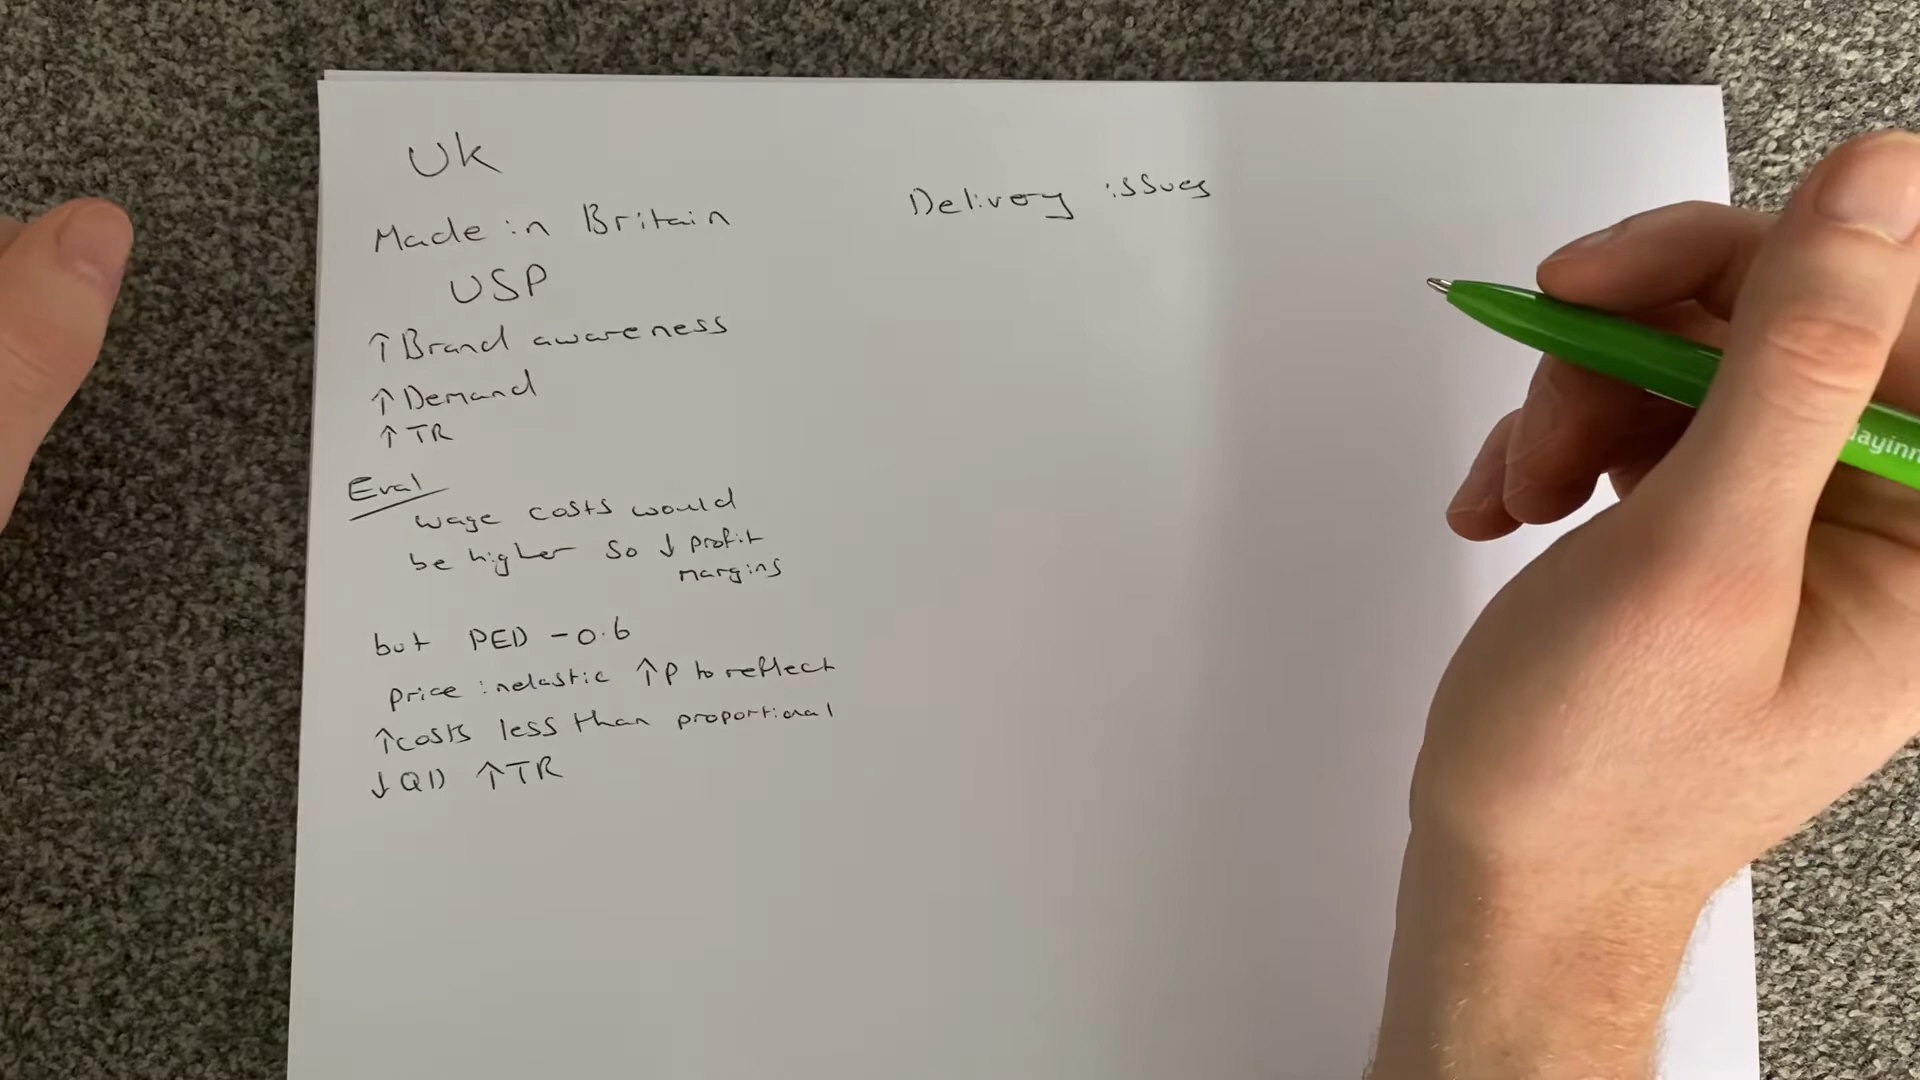 UK
Made in Britain
USP
↑ Brand awareness
↑ Demand
↑ TR
Eval
wage costs would
be higher so ↓ profit
margins
but PED -0.6
price inelastic ↑P to reflect
↑costs less than proportional
↓QD ↑TR
Delivery issues